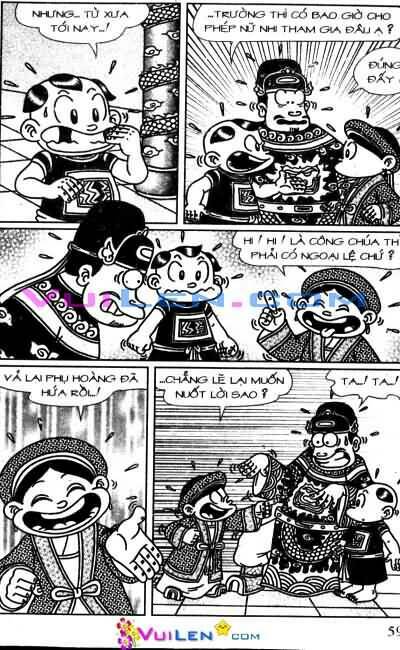 NHƯNG... TỪ XƯA
TỚI NAY...!
...TRƯỜNG THI CÓ BAO GIỜ CHO
PHÉP NỮ NHI THAM GIA ĐÂU Ạ?
ĐÚNG
ĐẤY
HI! HI! LÀ CÔNG CHÚA TH
PHẢI CÓ NGOẠI LỆ CHỨ?
VUILEN.COM
VẢ LẠI PHỤ HOÀNG ĐÃ
HỨA RỒI...!
...CHẲNG LẼ LẠI MUỐN
NUỐT LỜI SAO?
TA...! TA...!
59
VUILEN.COM